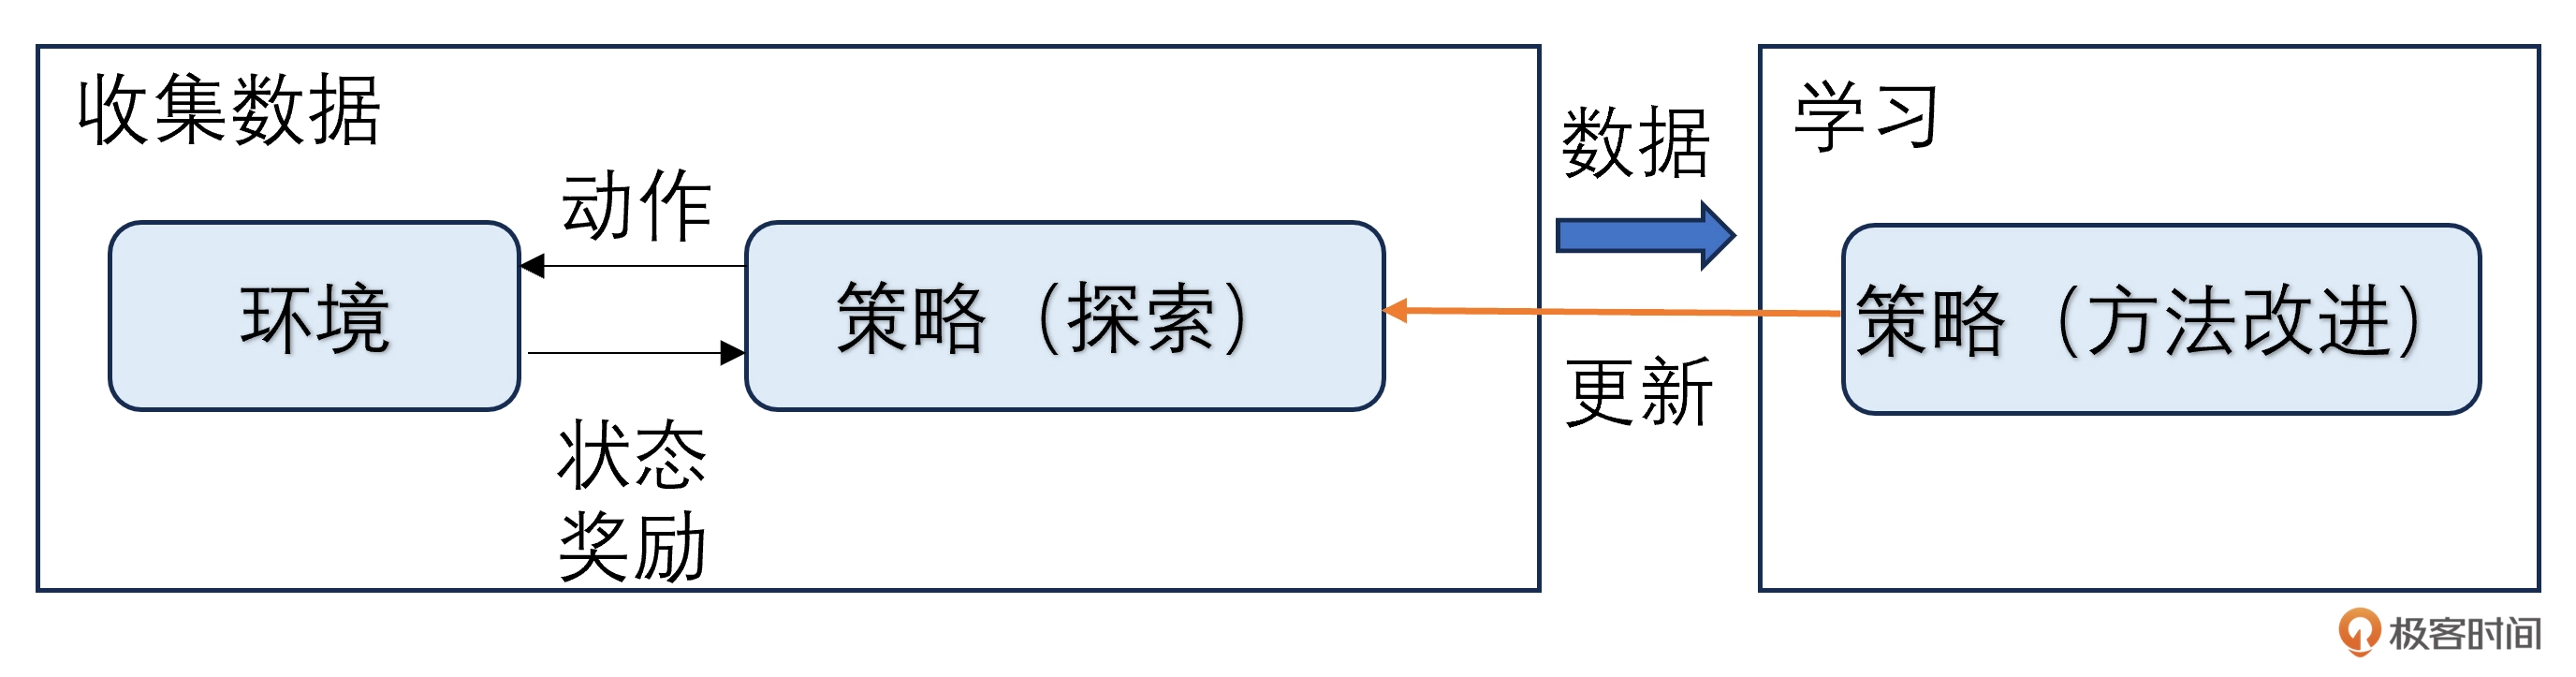 收集数据
动作
环境
策略（探索）
状态
奖励
数据
更新
学习
策略（方法改进）
极客时间